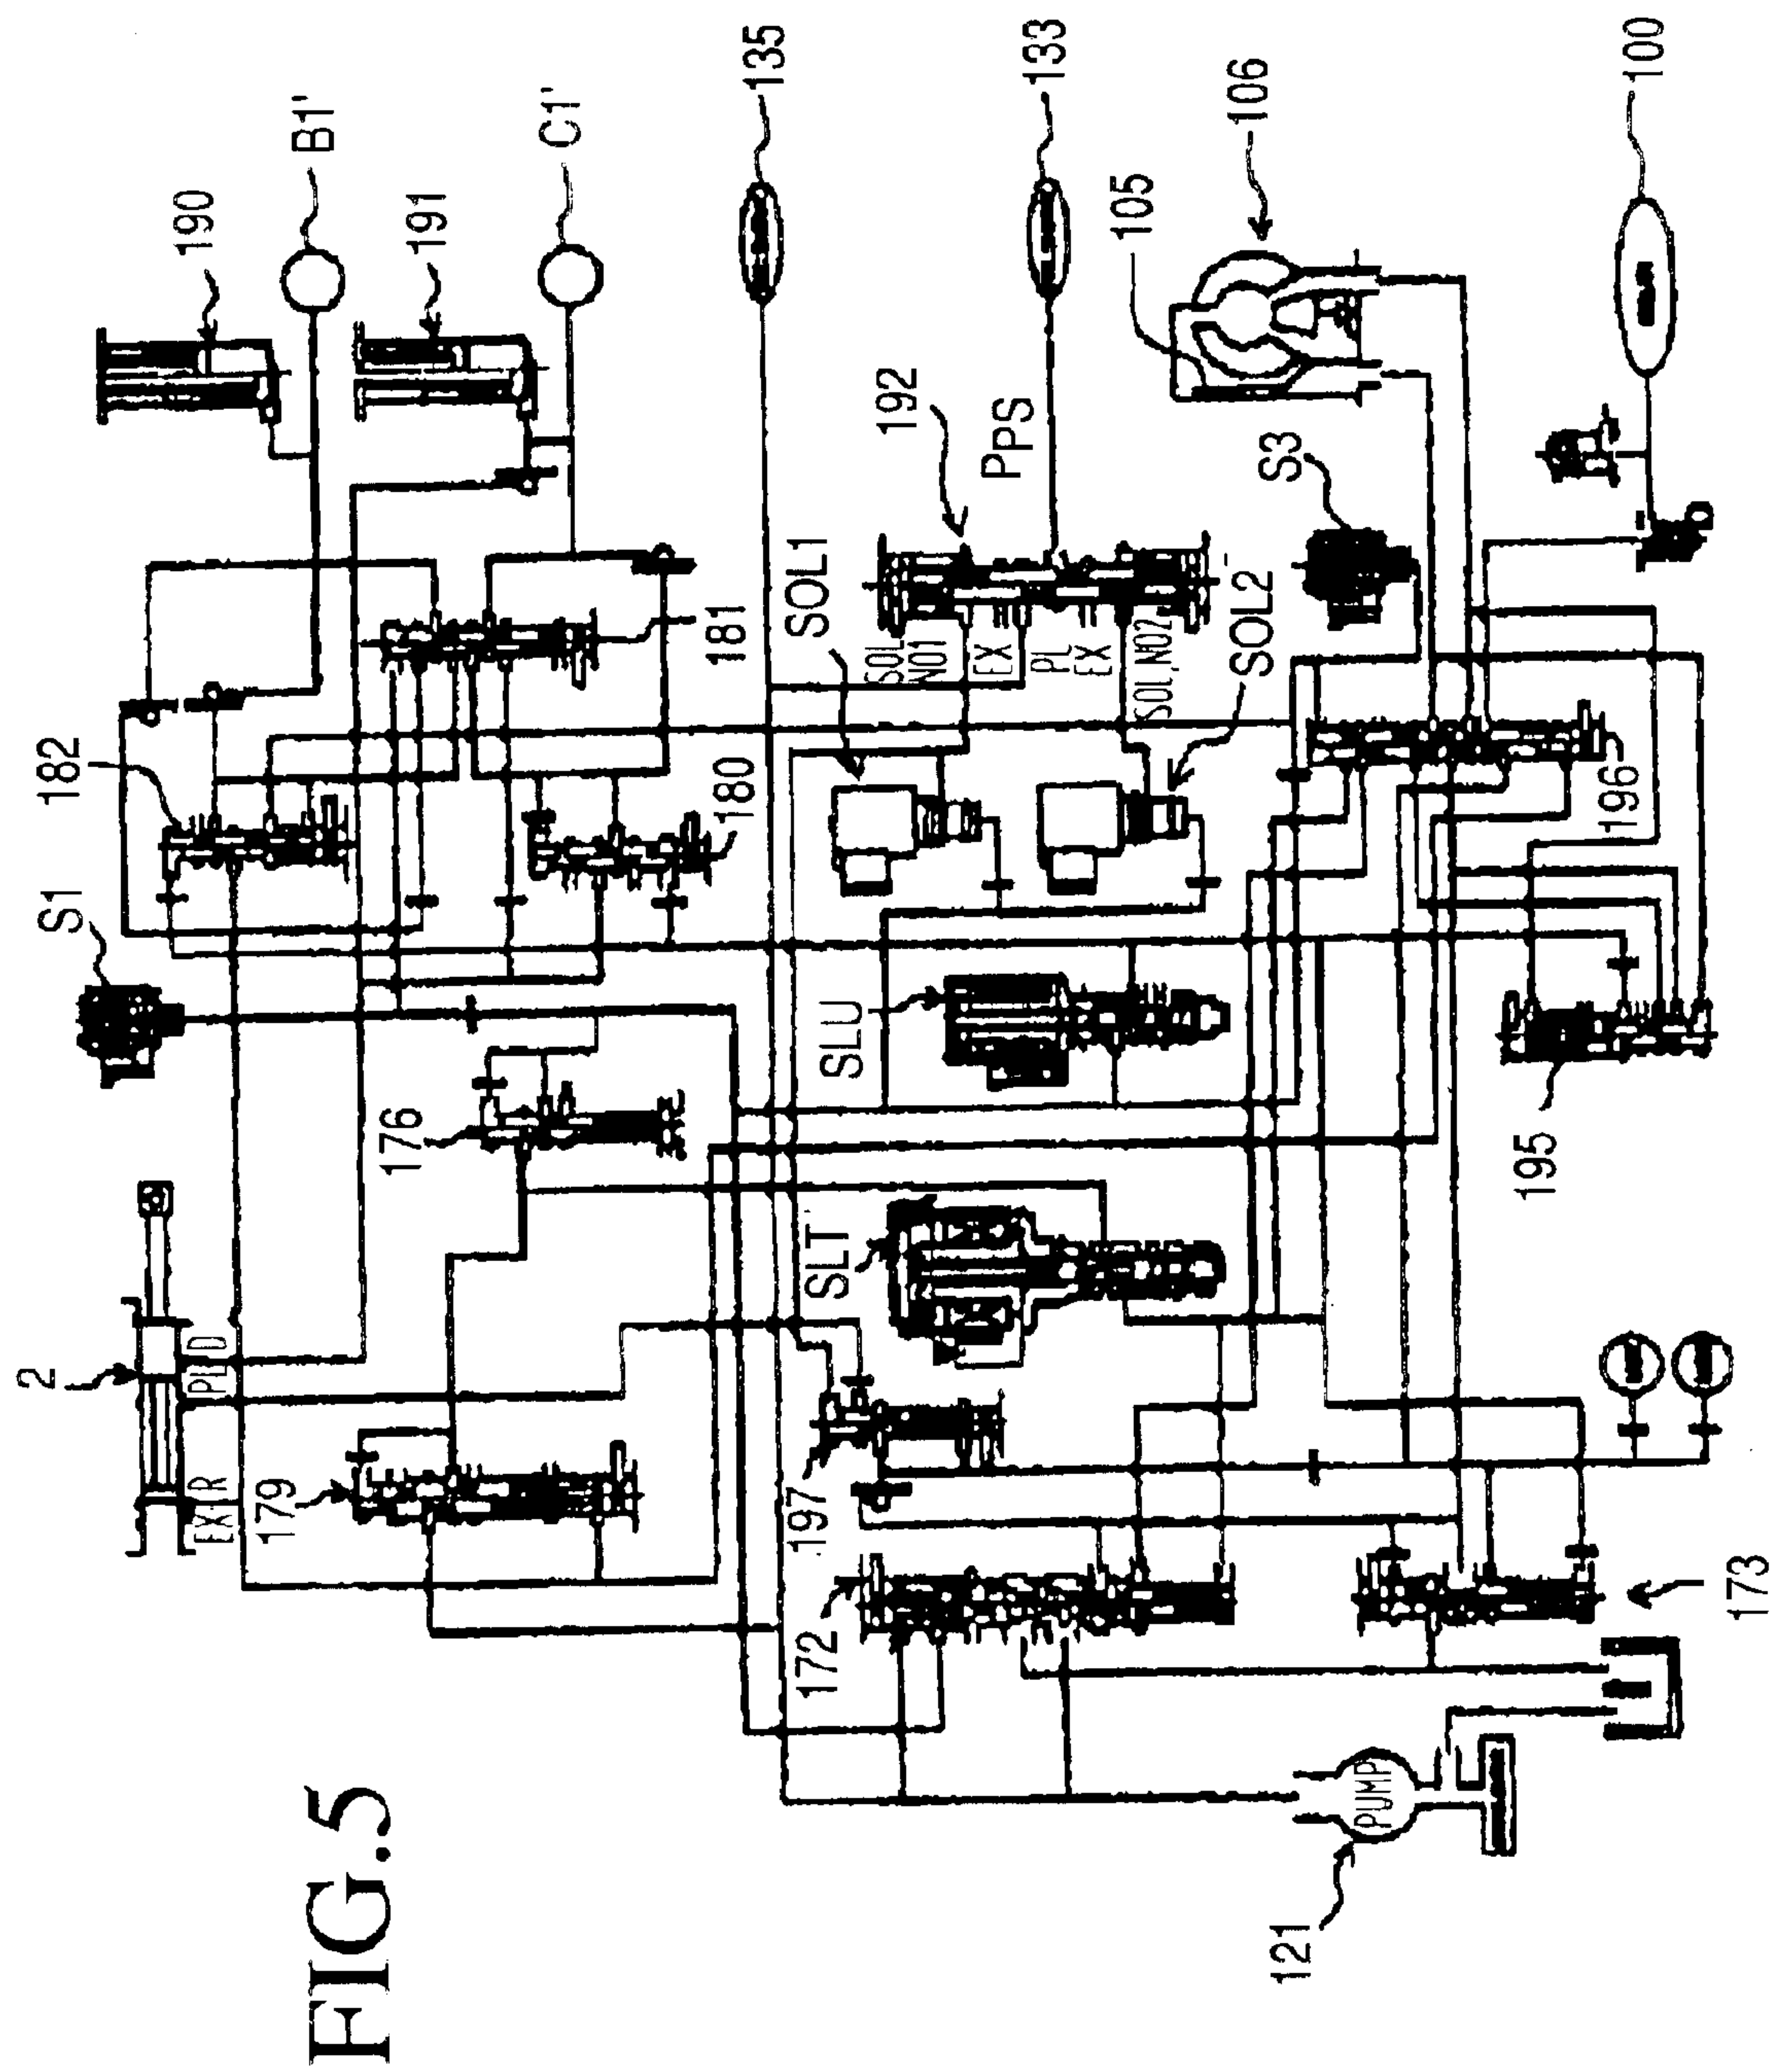 FIG.5
2
EX
R
PL
D
S1
182
190
B1'
179
176
181
191
C1'
180
135
172
197
SLT
SLU
SOL1
SOL
NO1
EX
PL
EX
SOL,NO2
192
PPS
133
SOL2
S3
105
106
121
PUMP
173
195
196
100